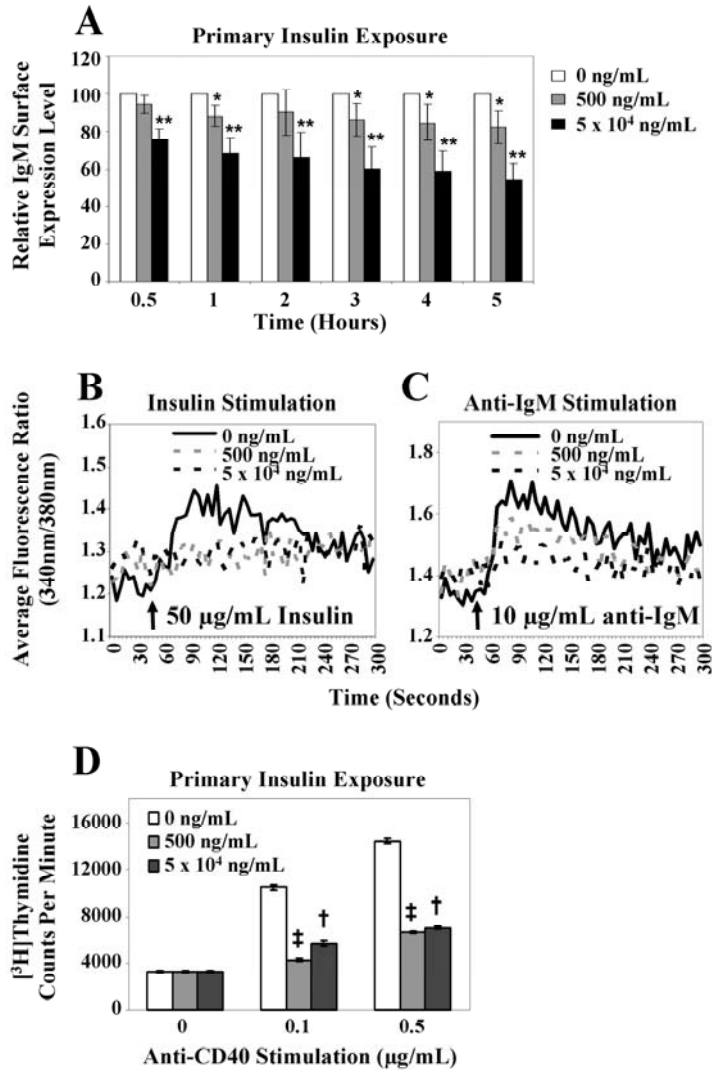 A
Primary Insulin Exposure
Relative IgM Surface
Expression Level
120
100
80
60
40
20
0
* * * *
** ** ** ** ** **
0.5 1 2 3 4 5
Time (Hours)
0 ng/mL
500 ng/mL
5 x 10⁴ ng/mL
B
Insulin Stimulation
Average Fluorescence Ratio
(340nm/380nm)
1.6
1.5
1.4
1.3
1.2
1.1
0 ng/mL
500 ng/mL
5 x 10⁴ ng/mL
50 µg/mL Insulin
0 30 60 90 120 150 180 210 240 270 300
C
Anti-IgM Stimulation
1.8
1.6
1.4
1.2
0 ng/mL
500 ng/mL
5 x 10⁴ ng/mL
10 µg/mL anti-IgM
0 30 60 90 120 150 180 210 240 270 300
Time (Seconds)
D
Primary Insulin Exposure
[³H]Thymidine
Counts Per Minute
16000
12000
8000
4000
0
0 ng/mL
500 ng/mL
5 x 10⁴ ng/mL
‡ † ‡ †
0 0.1 0.5
Anti-CD40 Stimulation (µg/mL)